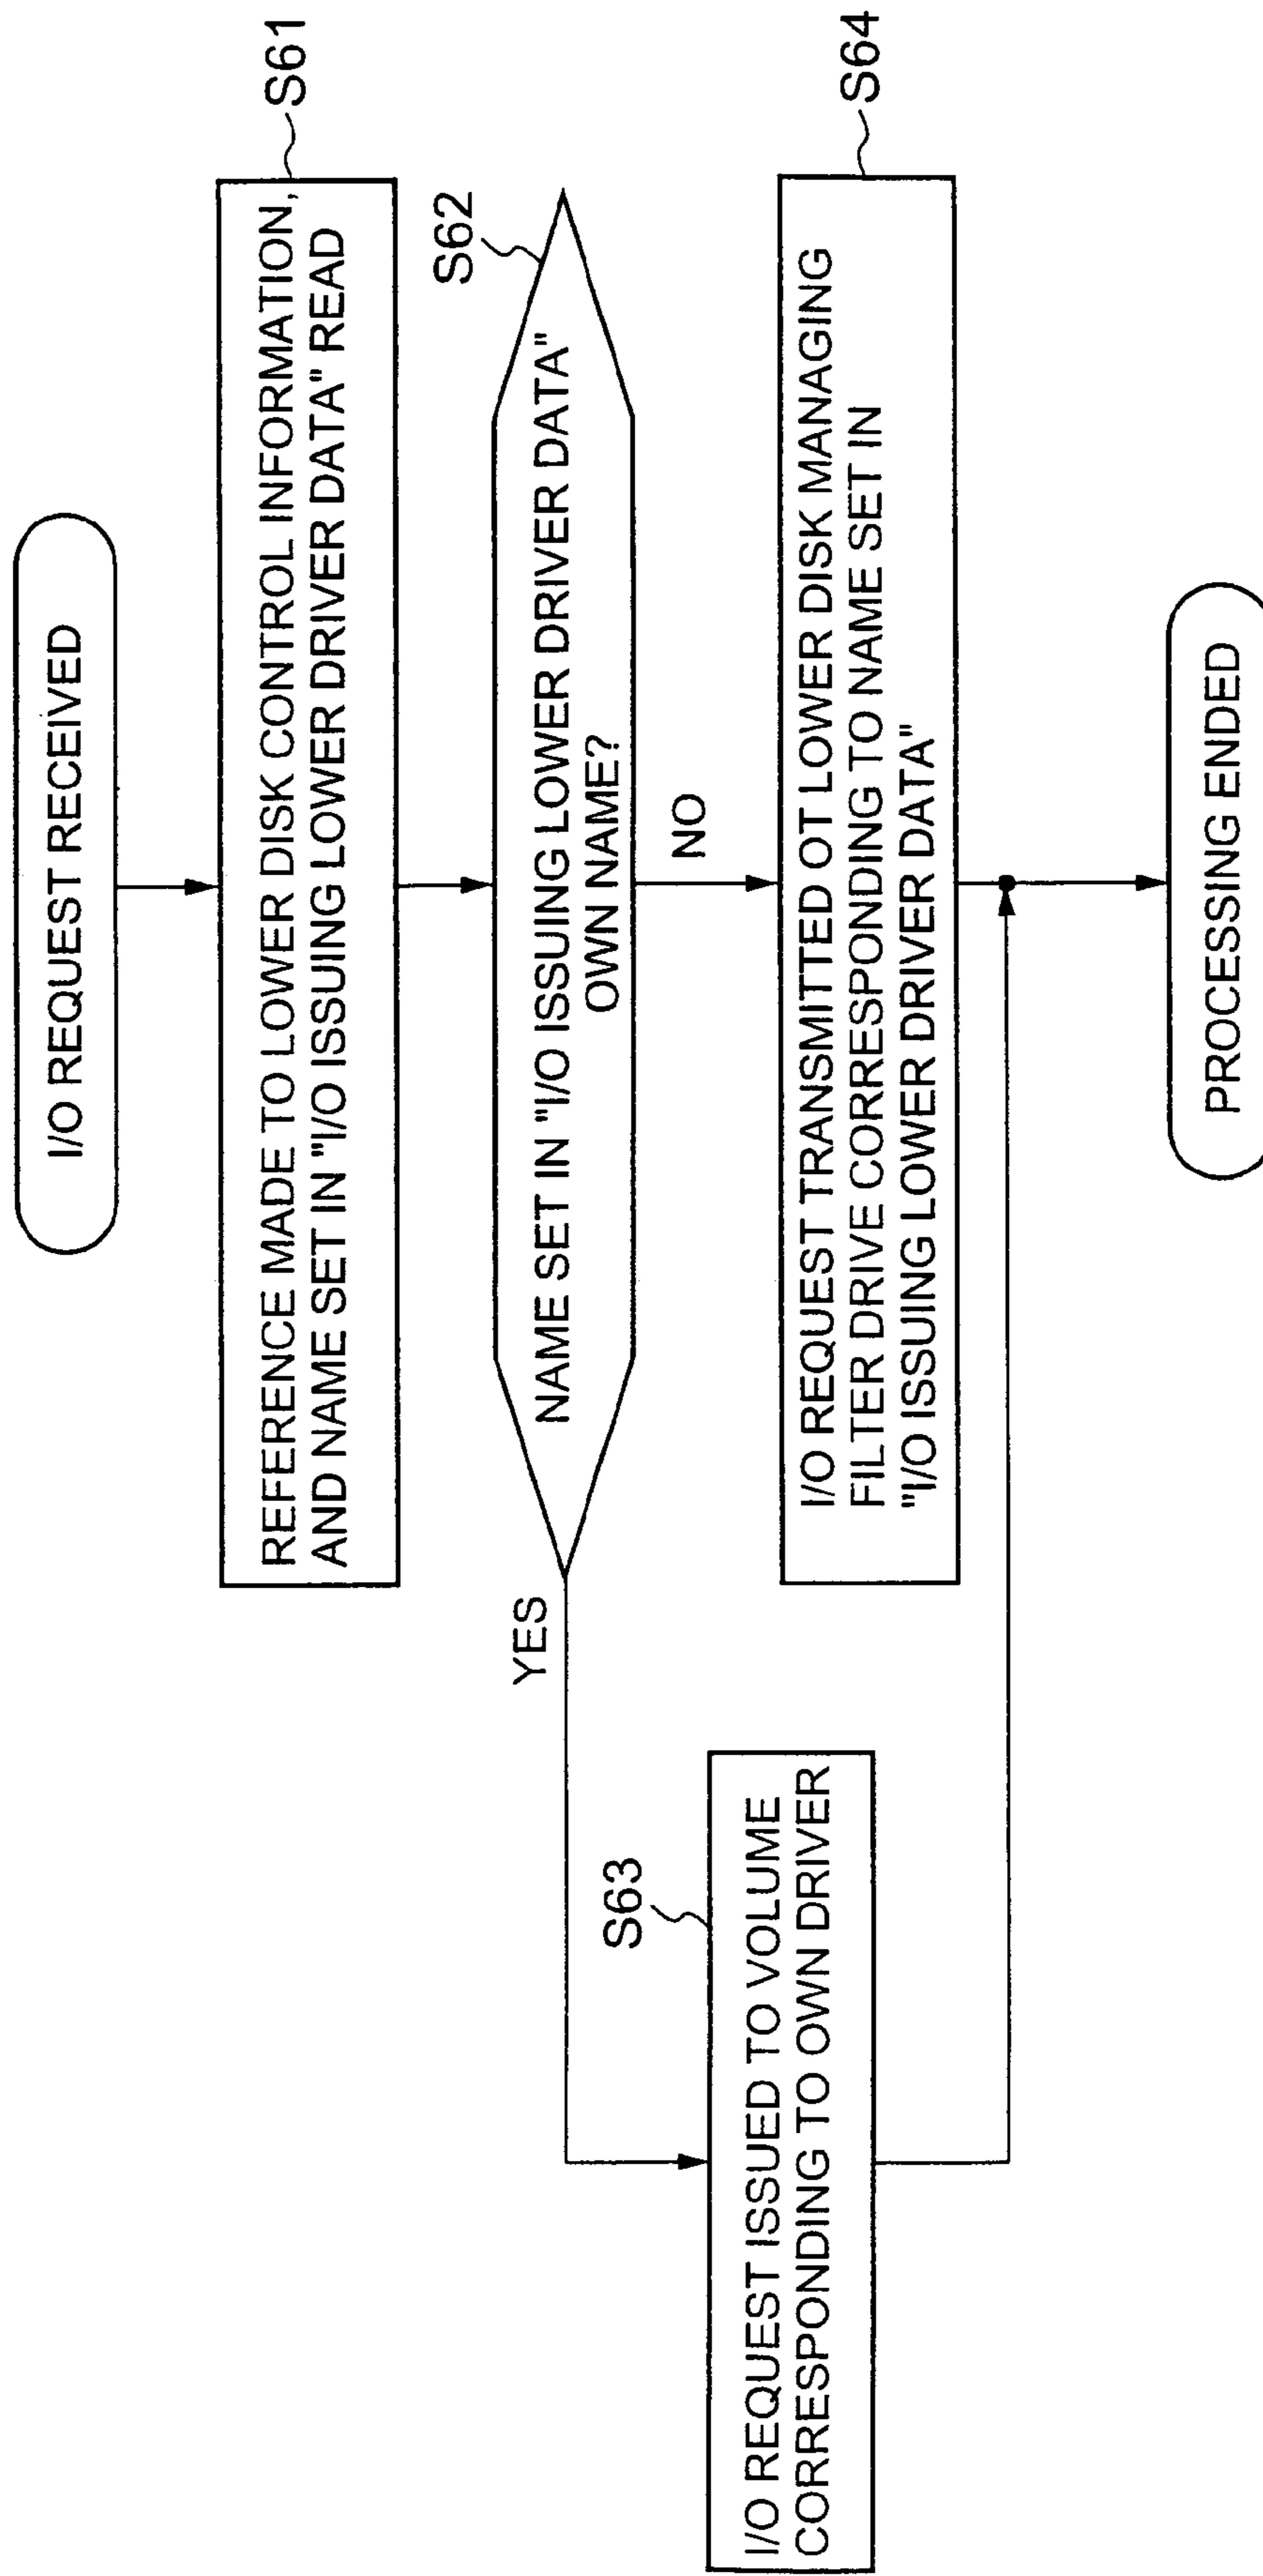 I/O REQUEST RECEIVED
REFERENCE MADE TO LOWER DISK CONTROL INFORMATION,
AND NAME SET IN "I/O ISSUING LOWER DRIVER DATA" READ
S61
NAME SET IN "I/O ISSUING LOWER DRIVER DATA"
OWN NAME?
S62
YES
NO
S63
I/O REQUEST ISSUED TO VOLUME
CORRESPONDING TO OWN DRIVER
I/O REQUEST TRANSMITTED OT LOWER DISK MANAGING
FILTER DRIVE CORRESPONDING TO NAME SET IN
"I/O ISSUING LOWER DRIVER DATA"
S64
PROCESSING ENDED